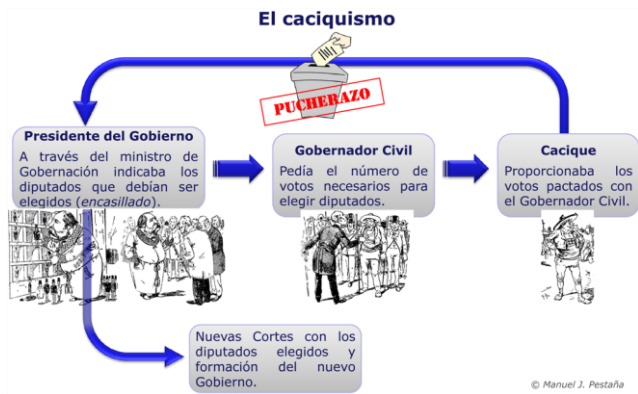 El caciquismo
PUCHERAZO
Presidente del Gobierno
A través del ministro de
Gobernación indicaba los
diputados que debían ser
elegidos (encasillado).
Gobernador Civil
Pedía el número de
votos necesarios para
elegir diputados.
Cacique
Proporcionaba los
votos pactados con
el Gobernador Civil.
Nuevas Cortes con los
diputados elegidos y
formación del nuevo
Gobierno.
© Manuel J. Pestaña